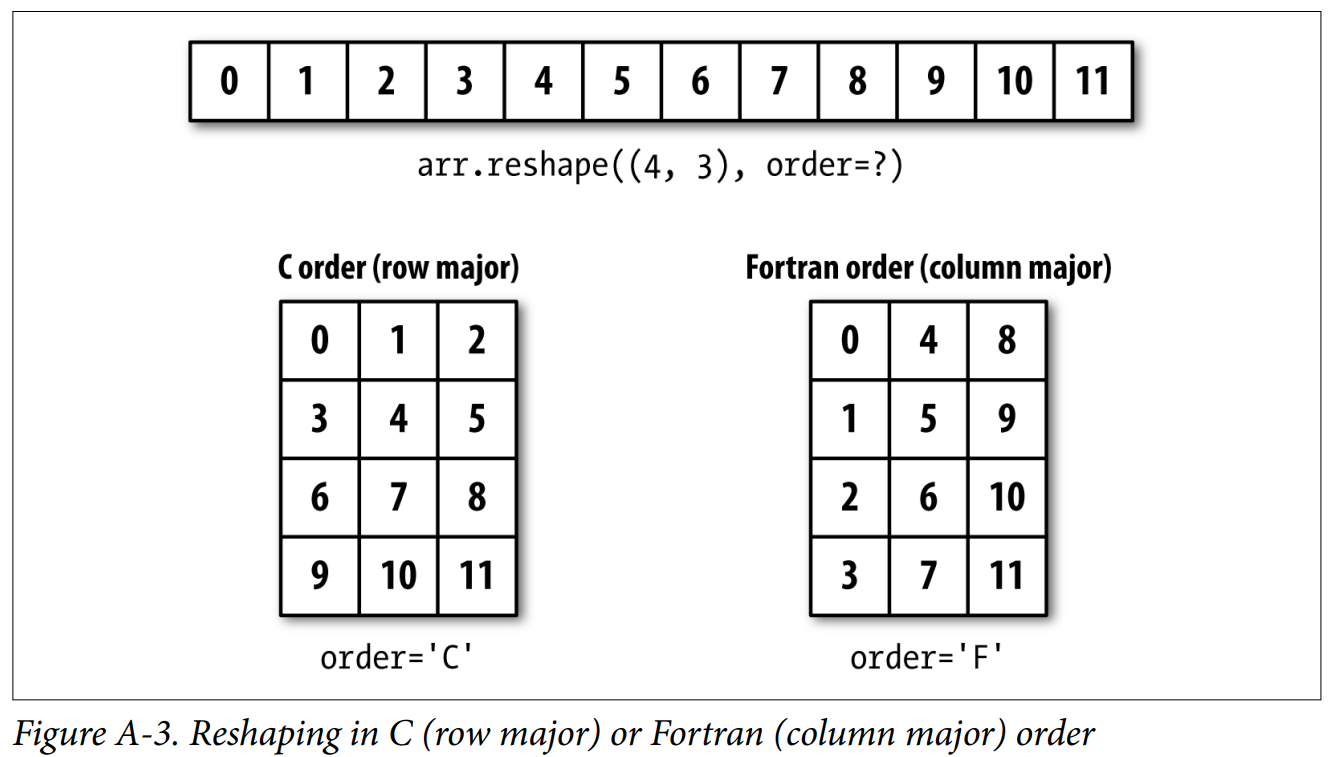 0 1 2 3 4 5 6 7 8 9 10 11
arr.reshape((4, 3), order=?)
C order (row major)
0 1 2
3 4 5
6 7 8
9 10 11
order='C'
Fortran order (column major)
0 4 8
1 5 9
2 6 10
3 7 11
order='F'
Figure A-3. Reshaping in C (row major) or Fortran (column major) order